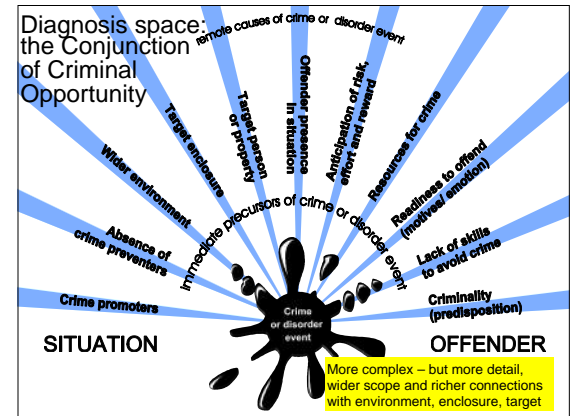 Diagnosis space:
the Conjunction
of Criminal
Opportunity
remote causes of crime or disorder event
Crime promoters
Absence of
crime preventers
Wider environment
Target enclosure
Target person
or property
Offender presence
in situation
Anticipation of risk,
effort and reward
Resources for crime
Readiness to offend
(motives/ emotion)
Lack of skills
to avoid crime
Criminality
(predisposition)
Immediate precursors of crime or disorder event
Crime
or disorder
event
SITUATION
OFFENDER
More complex – but more detail,
wider scope and richer connections
with environment, enclosure, target